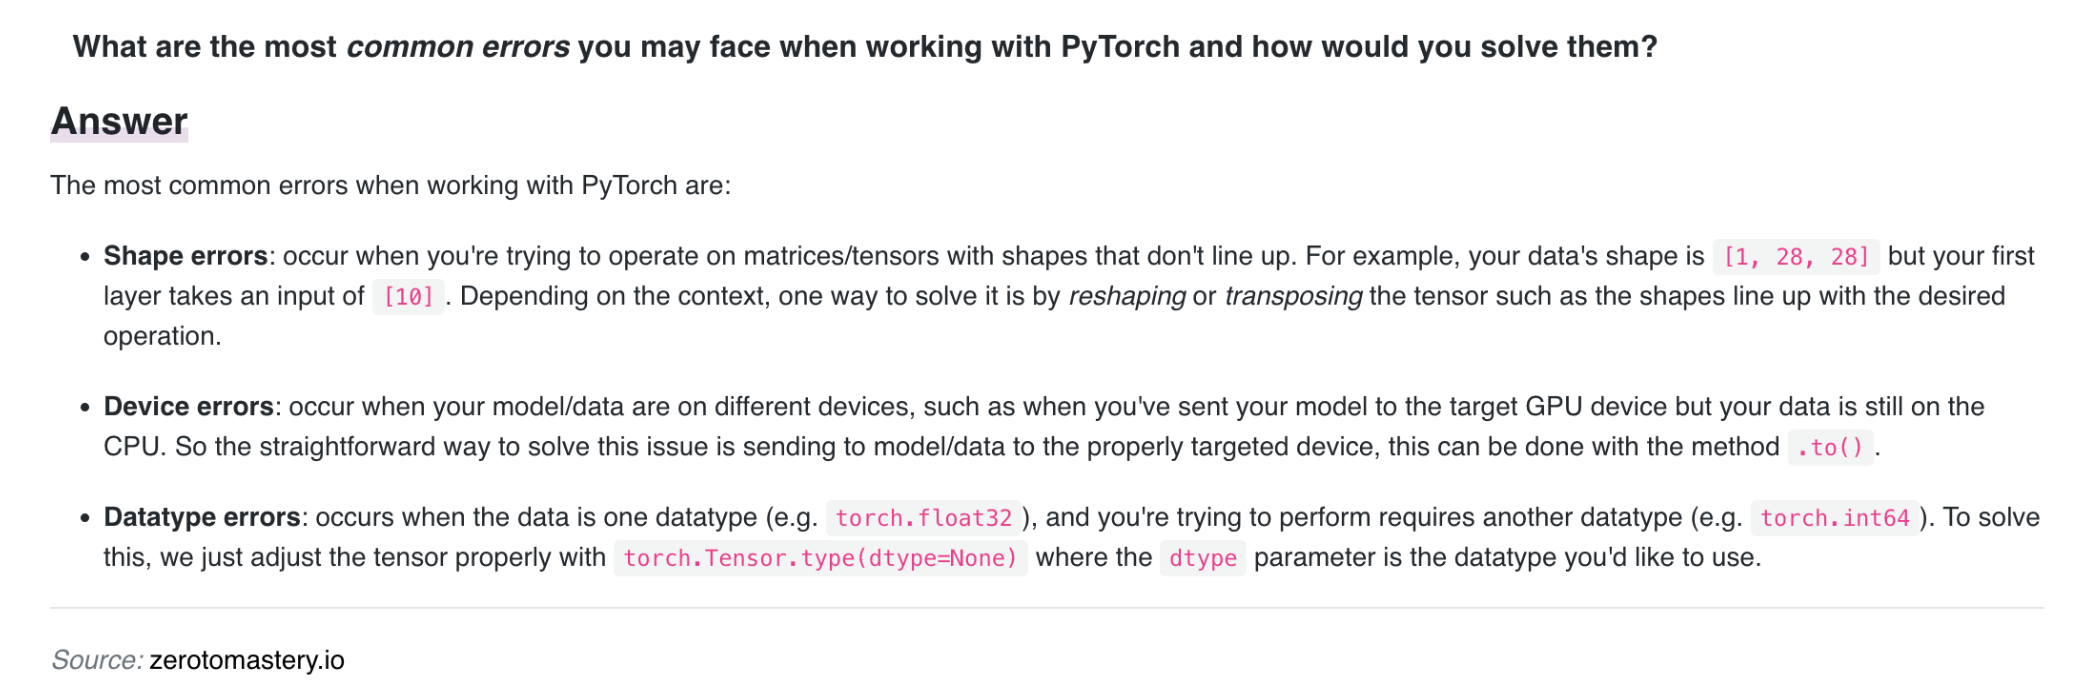 What are the most common errors you may face when working with PyTorch and how would you solve them?
Answer
The most common errors when working with PyTorch are:
• Shape errors: occur when you're trying to operate on matrices/tensors with shapes that don't line up. For example, your data's shape is [1, 28, 28] but your first
layer takes an input of [10] . Depending on the context, one way to solve it is by reshaping or transposing the tensor such as the shapes line up with the desired
operation.
• Device errors: occur when your model/data are on different devices, such as when you've sent your model to the target GPU device but your data is still on the
CPU. So the straightforward way to solve this issue is sending to model/data to the properly targeted device, this can be done with the method .to() .
• Datatype errors: occurs when the data is one datatype (e.g. torch.float32 ), and you're trying to perform requires another datatype (e.g. torch.int64 ). To solve
this, we just adjust the tensor properly with torch.Tensor.type(dtype=None) where the dtype parameter is the datatype you'd like to use.
Source: zerotomastery.io